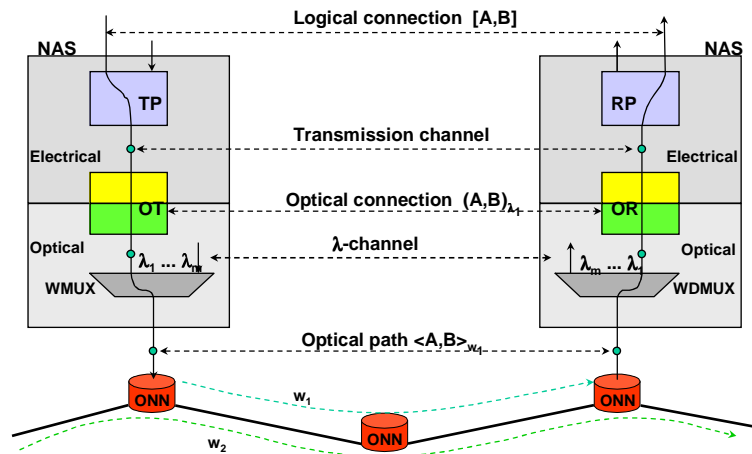 Logical connection [A,B]
NAS
NAS
TP
RP
Transmission channel
Electrical
Electrical
Optical connection (A,B)λ1
OT
OR
Optical
Optical
λ-channel
λ1 ... λm
λm ... λ1
WMUX
WDMUX
Optical path <A,B>w1
ONN
w1
ONN
ONN
w2